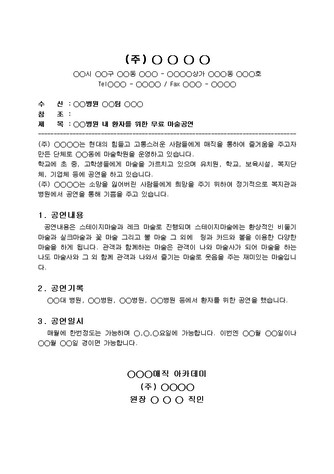 (주) ○ ○ ○ ○
○○시 ○○구 ○○동 ○○○ - ○○○○상가 ○○○동 ○○○호
Tel○○○ - ○○○○ / Fax ○○○ - ○○○○
수 신 : ○○병원 ○○팀 ○○○
참 조 :
제 목 : ○○병원 내 환자를 위한 무료 마술공연
(주) ○○○○는 현대의 힘들고 고통스러운 사람들에게 매직을 통하여 즐거움을 주고자
만든 단체로 ○○동에 마술학원을 운영하고 있습니다.
학교에 초 중, 고학생들에게 마술을 가르치고 있으며 유치원, 학교, 보육시설, 복지단
체, 기업체 등에 공연을 하고 있습니다.
(주) ○○○○는 소망을 잃어버린 사람들에게 희망을 주기 위하여 정기적으로 복지관과
병원에서 공연을 통해 기쁨을 주고 있습니다.
1. 공연내용
공연내용은 스테이지마술과 레크 마술로 진행되며 스테이지마술에는 환상적인 비둘기
마술과 실크마술과 꽃 마술 그리고 불 마술 그 외에 링과 카드와 볼을 이용한 다양한
마술을 하게 됩니다. 관객과 함께하는 마술은 관객이 나와 마술사가 되어 마술을 하는
나도 마술사와 그 외 함께 관객과 나와서 즐기는 마술로 웃음을 주는 재미있는 마술입니
다.
2. 공연기록
○○대 병원, ○○병원, ○○병원, ○○병원 등에서 환자를 위한 공연을 했습니다.
3. 공연일시
매월에 한번정도는 가능하며 ○.○.○요일에 가능합니다. 이번엔 ○○월 ○○일이나
○○월 ○○일 경이면 가능합니다.
○○○매직 아카데미
(주) ○○○○
원장 ○ ○ ○ 직인